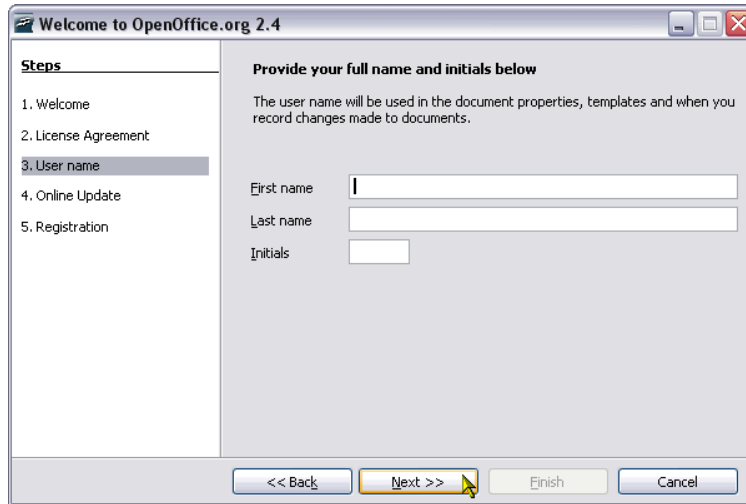 Welcome to OpenOffice.org 2.4
Steps
1. Welcome
2. License Agreement
3. User name
4. Online Update
5. Registration
Provide your full name and initials below
The user name will be used in the document properties, templates and when you
record changes made to documents.
First name
Last name
Initials
<< Back
Next >>
Finish
Cancel